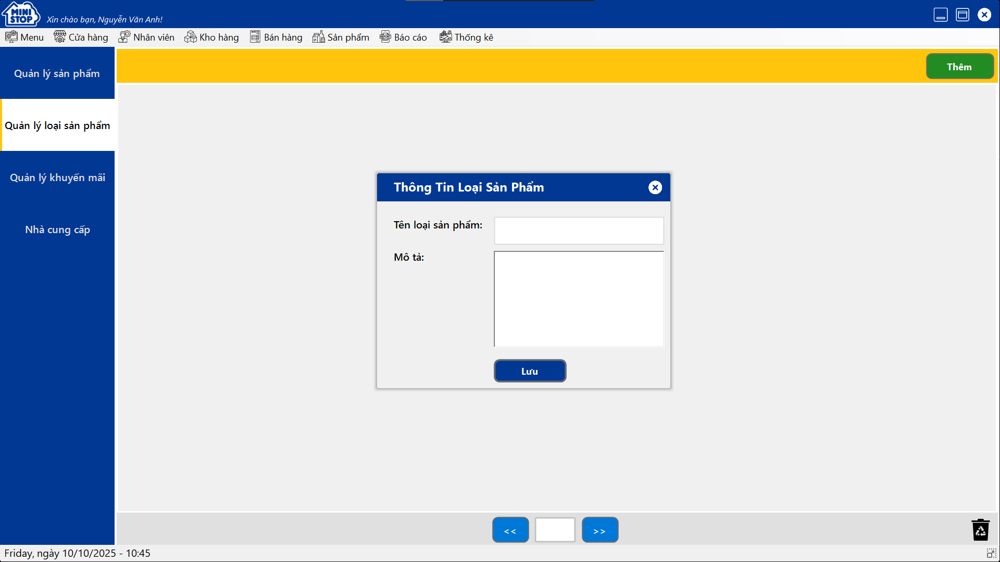 MINI
STOP
Xin chào bạn, Nguyễn Văn Anh!
Menu Cửa hàng Nhân viên Kho hàng Bán hàng Sản phẩm Báo cáo Thống kê
Quản lý sản phẩm
Thêm
Quản lý loại sản phẩm
Quản lý khuyến mãi
Nhà cung cấp
Thông Tin Loại Sản Phẩm
Tên loại sản phẩm:
Mô tả:
Lưu
<< >>
Friday, ngày 10/10/2025 - 10:45